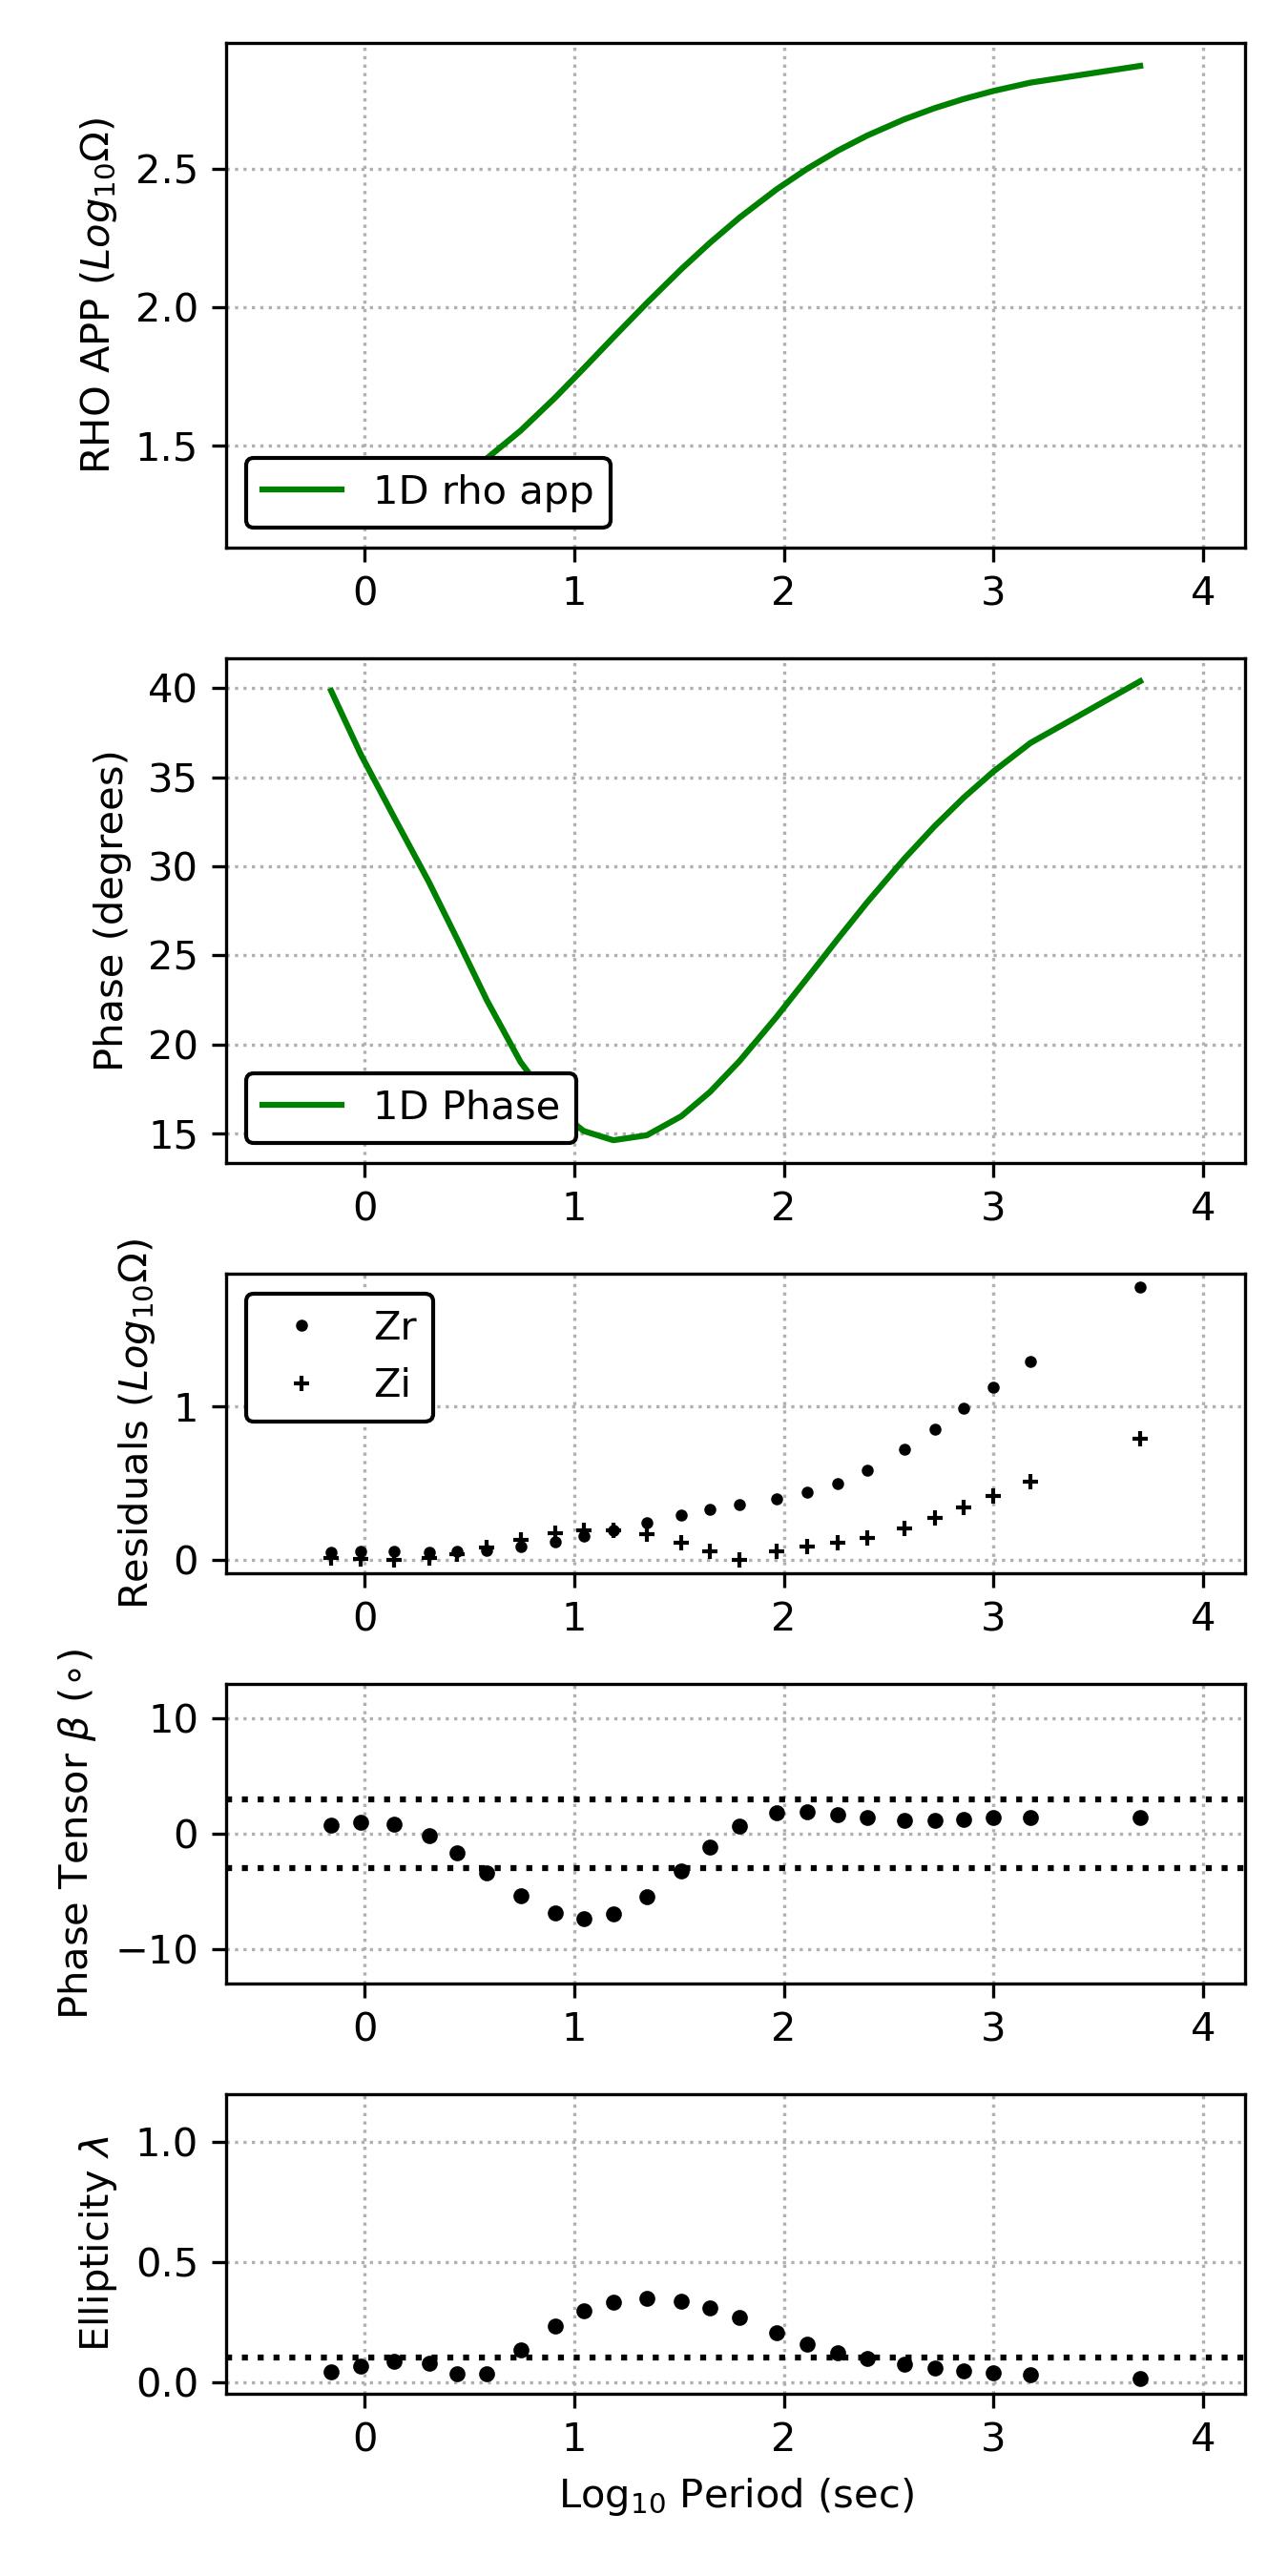 RHO APP (Log₁₀Ω)
2.5
2.0
1.5
1D rho app
0 1 2 3 4
Phase (degrees)
40
35
30
25
20
15
1D Phase
0 1 2 3 4
Residuals (Log₁₀Ω)
Zr
Zi
1
0
0 1 2 3 4
Phase Tensor β (∘)
10
0
−10
0 1 2 3 4
Ellipticity λ
1.0
0.5
0.0
0 1 2 3 4
Log₁₀ Period (sec)